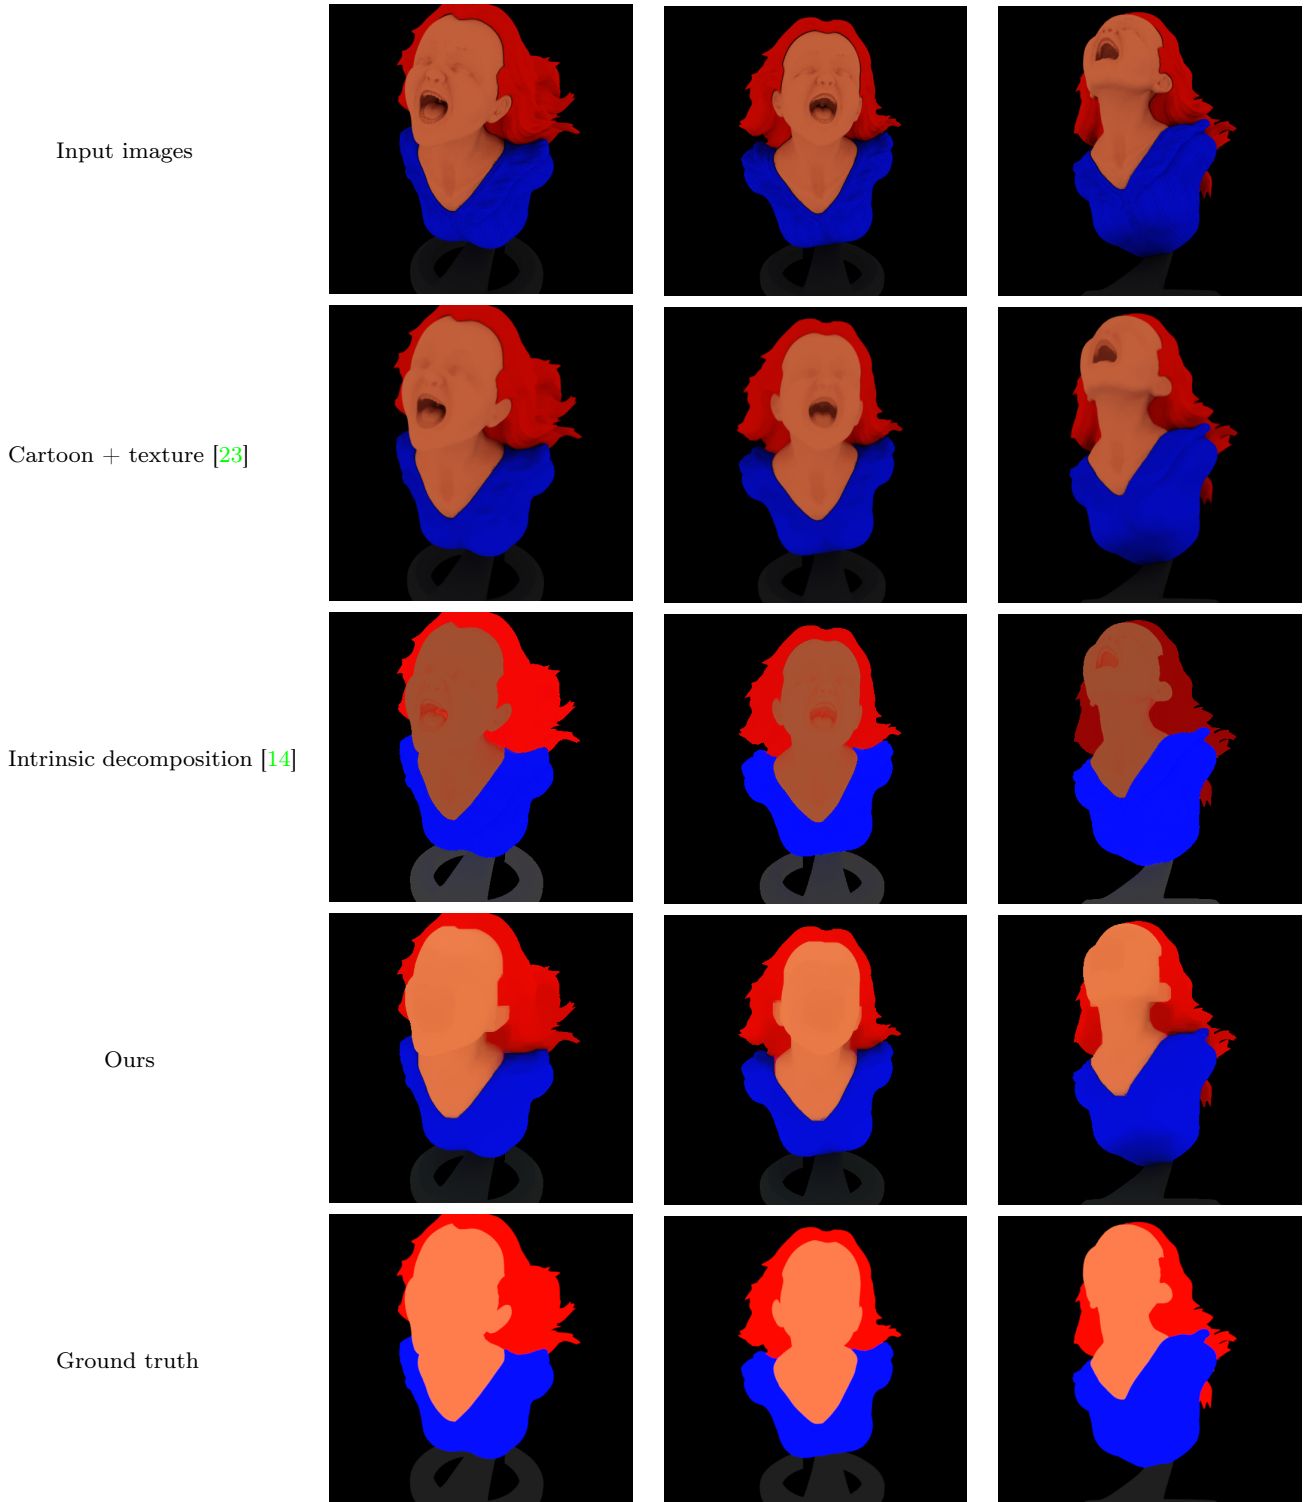 Input images
Cartoon + texture [23]
Intrinsic decomposition [14]
Ours
Ground truth